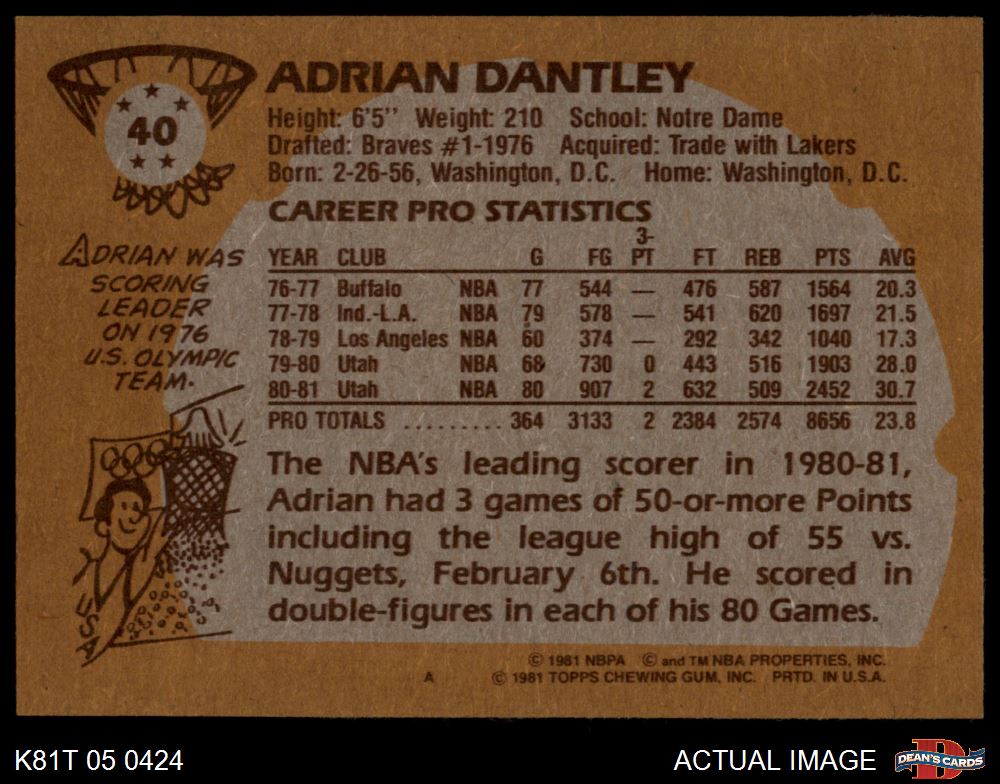 40
ADRIAN DANTLEY
Height: 6'5" Weight: 210 School: Notre Dame
Drafted: Braves #1-1976 Acquired: Trade with Lakers
Born: 2-26-56, Washington, D.C. Home: Washington, D.C.
CAREER PRO STATISTICS
YEAR CLUB G FG 3-PT FT REB PTS AVG
76-77 Buffalo NBA 77 544 — 476 587 1564 20.3
77-78 Ind.-L.A. NBA 79 578 — 541 620 1697 21.5
78-79 Los Angeles NBA 60 374 — 292 342 1040 17.3
79-80 Utah NBA 68 730 0 443 516 1903 28.0
80-81 Utah NBA 80 907 2 632 509 2452 30.7
PRO TOTALS ......... 364 3133 2 2384 2574 8656 23.8
ADRIAN WAS
SCORING
LEADER
ON 1976
U.S. OLYMPIC
TEAM.
USA
The NBA's leading scorer in 1980-81,
Adrian had 3 games of 50-or-more Points
including the league high of 55 vs.
Nuggets, February 6th. He scored in
double-figures in each of his 80 Games.
© 1981 NBPA © and TM NBA PROPERTIES, INC.
A © 1981 TOPPS CHEWING GUM, INC. PRTD. IN U.S.A.
K81T 05 0424 ACTUAL IMAGE DEAN'S CARDS